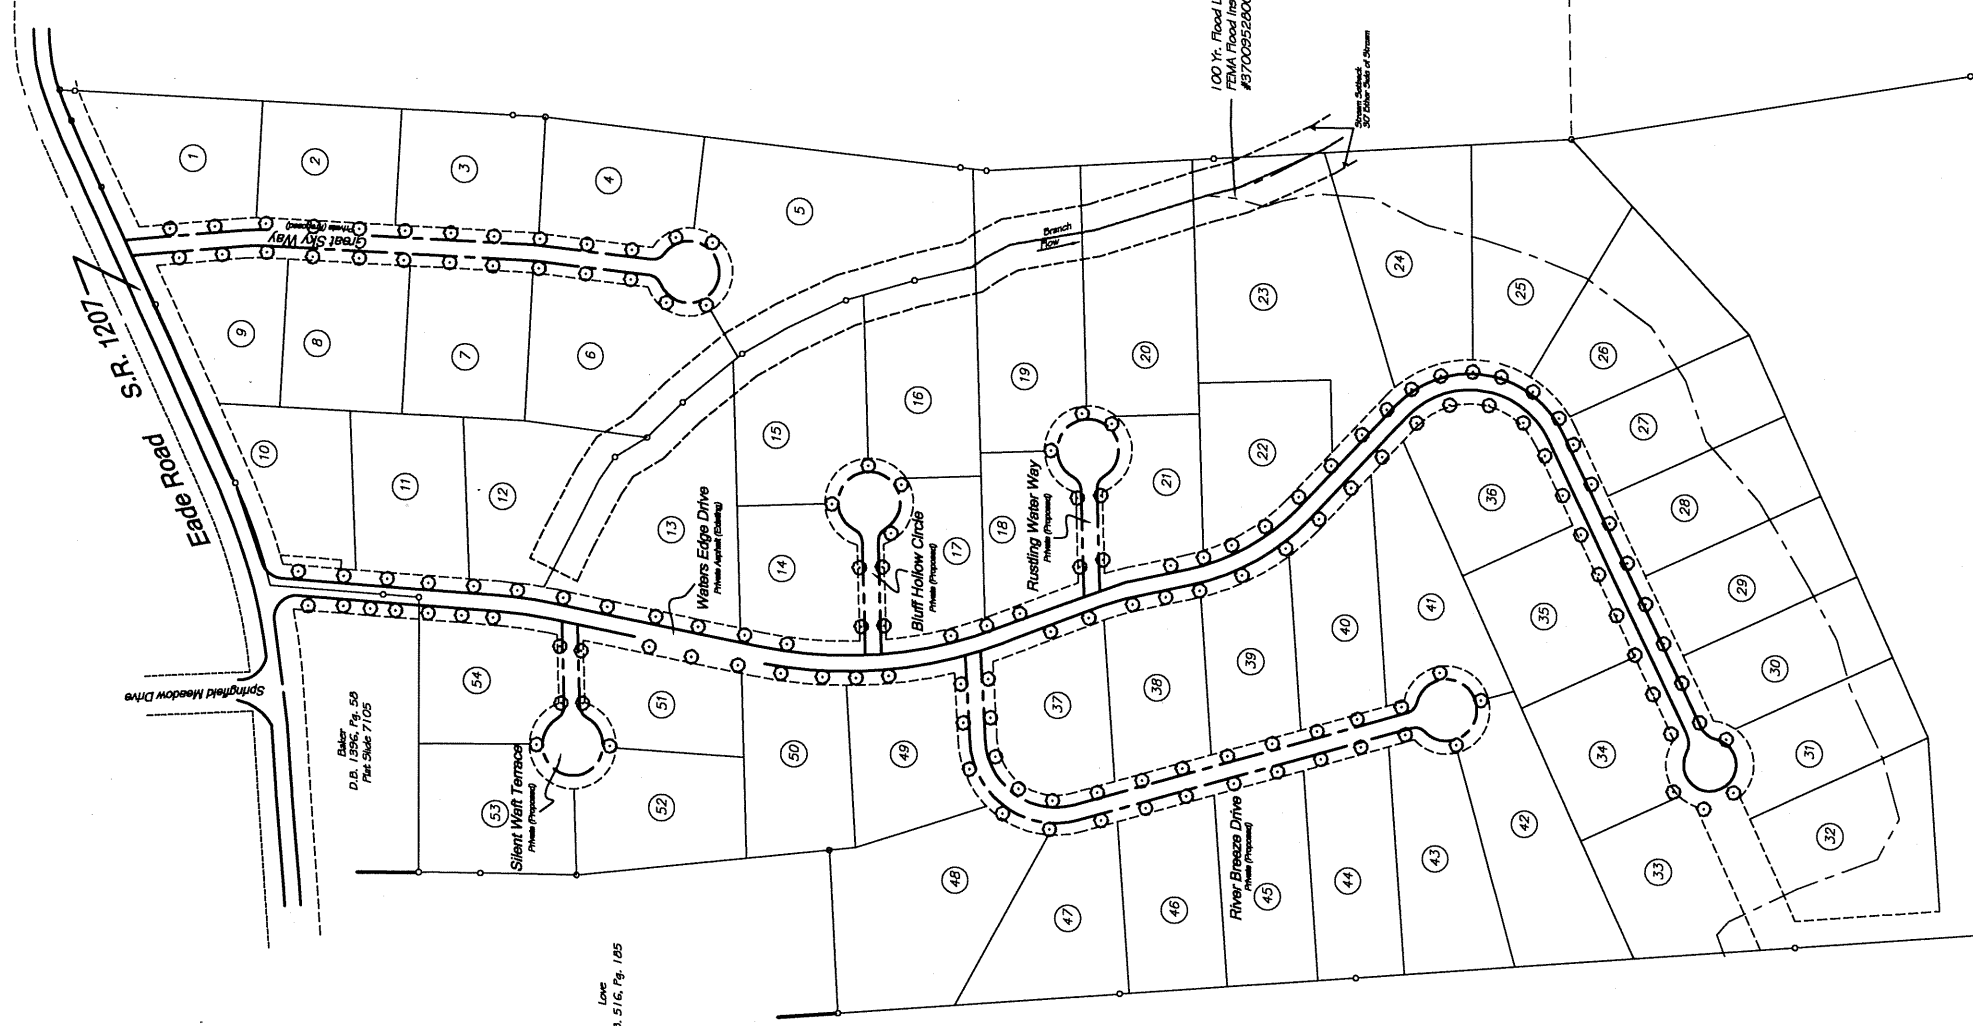 S.R. 1207
Eade Road
Springfield Meadow Drive
Great Sky Way
Private (Proposed)
Waters Edge Drive
Private Asphalt (Existing)
Bluff Hollow Circle
Private (Proposed)
Rustling Water Way
Private (Proposed)
Silent Waft Terrace
Private (Proposed)
River Breeze Drive
Private (Proposed)
Branch
Flow
100 Yr. Flood
FEMA Flood
Stream Setback
30' Either Side of Stream
Baker
D.B. 1396, Pg. 58
Plat Slide 7105
Love
516, Pg. 185
1
2
3
4
5
6
7
8
9
10
11
12
13
14
15
16
17
18
19
20
21
22
23
24
25
26
27
28
29
30
31
32
33
34
35
36
37
38
39
40
41
42
43
44
45
46
47
48
49
50
51
52
53
54